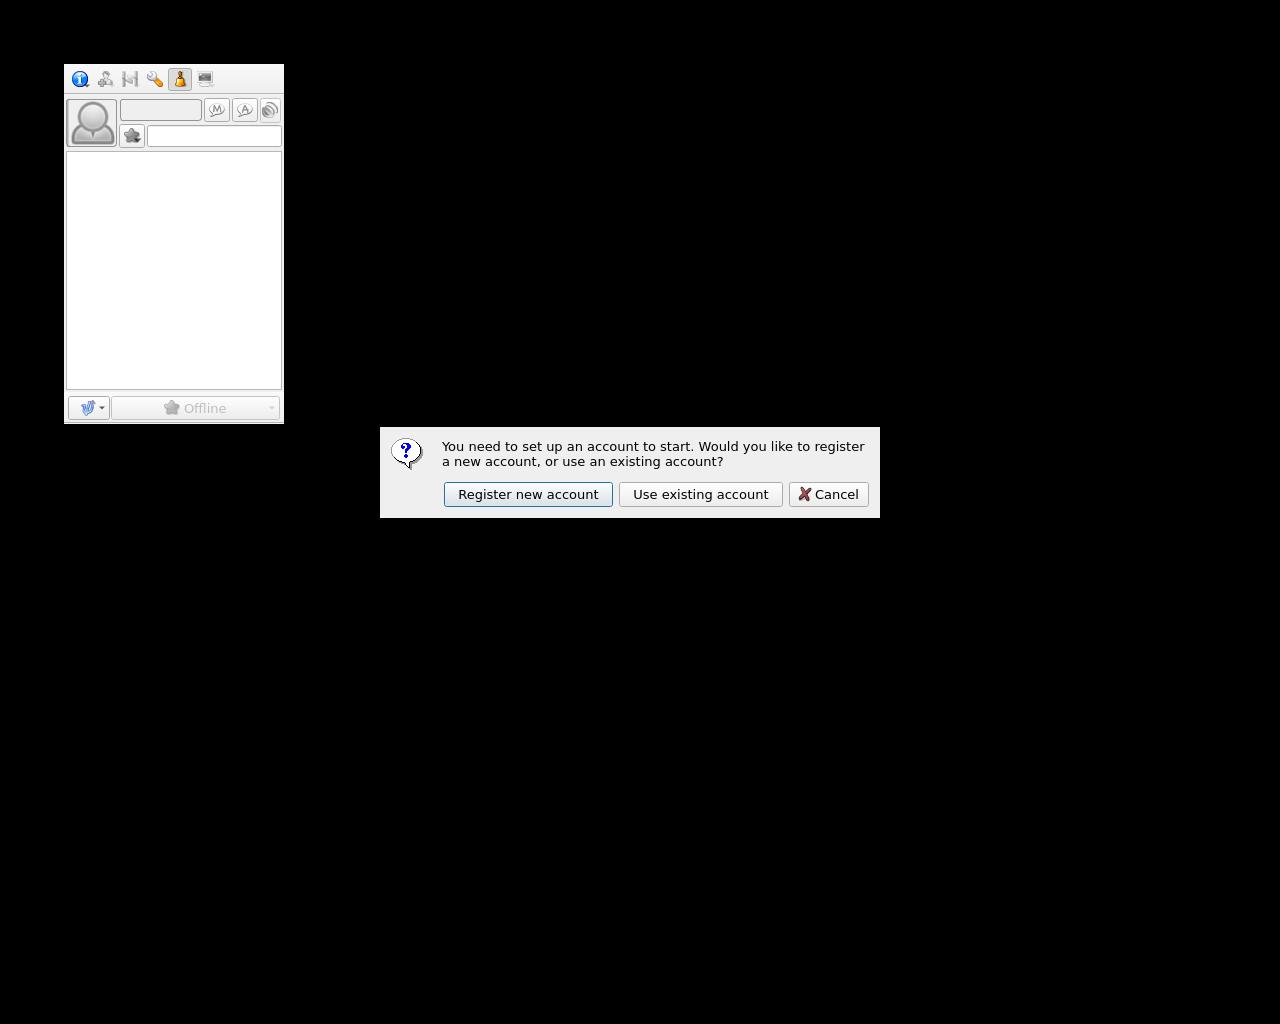 M
A
Offline
You need to set up an account to start. Would you like to register
a new account, or use an existing account?
Register new account
Use existing account
Cancel